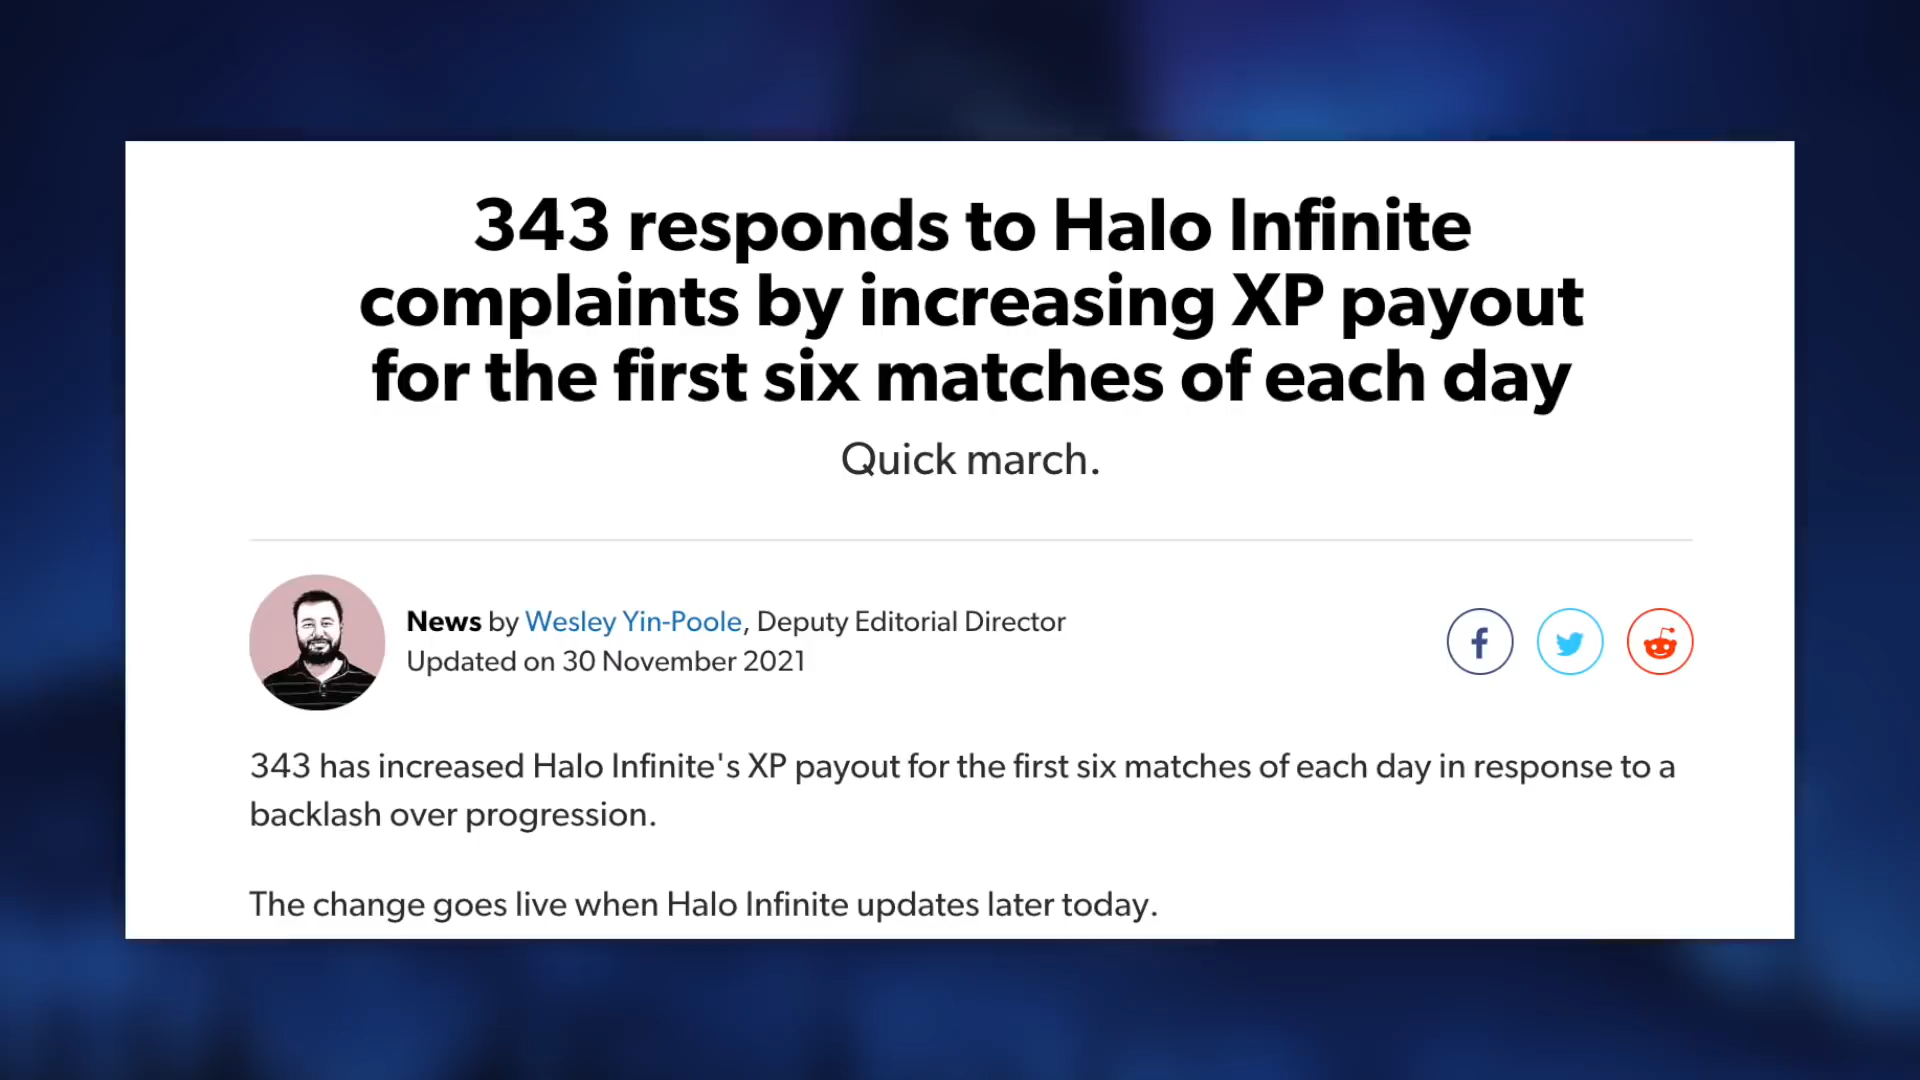 343 responds to Halo Infinite
complaints by increasing XP payout
for the first six matches of each day
Quick march.
News by Wesley Yin-Poole, Deputy Editorial Director
Updated on 30 November 2021
343 has increased Halo Infinite's XP payout for the first six matches of each day in response to a
backlash over progression.
The change goes live when Halo Infinite updates later today.